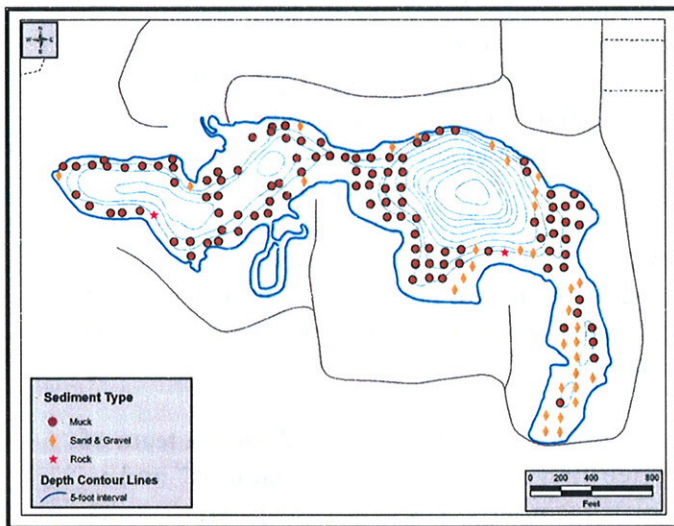 N
W E
S
Sediment Type
Muck
Sand & Gravel
Rock
Depth Contour Lines
5-foot interval
0 200 400 800
Feet